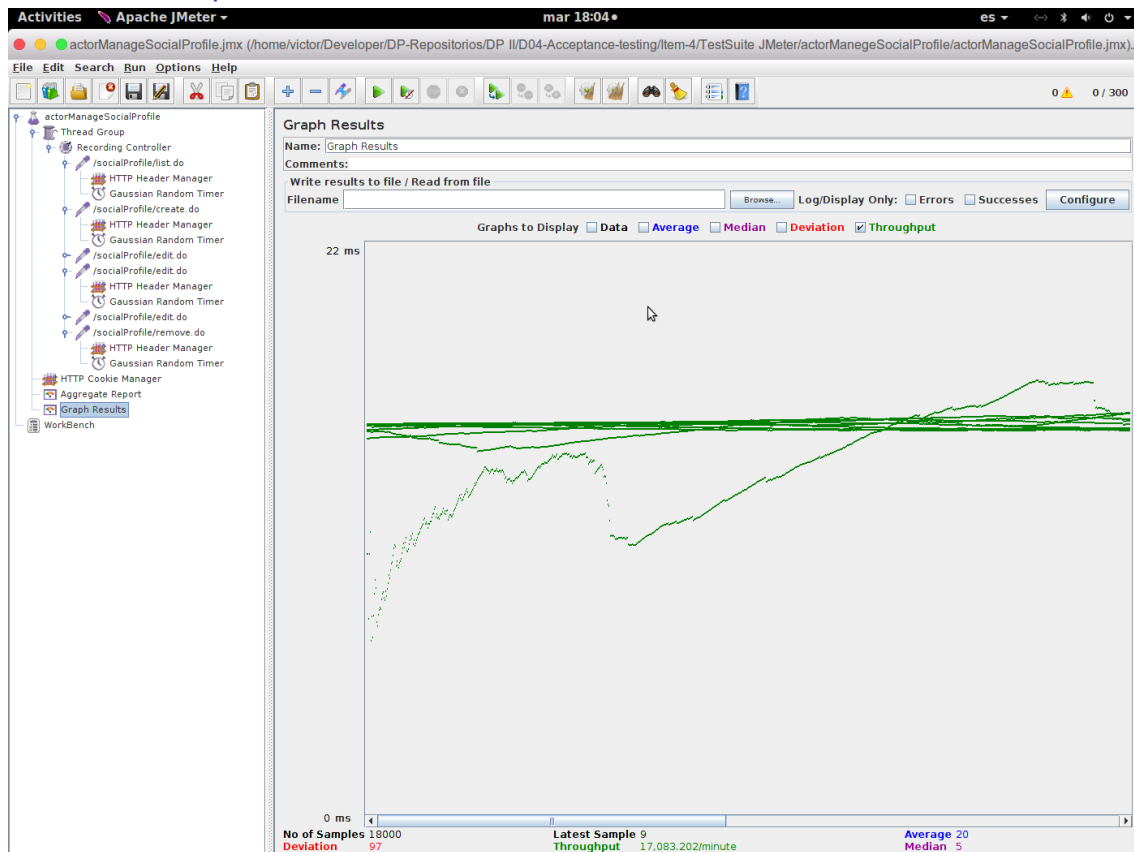 Activities Apache JMeter mar 18:04 es
actorManageSocialProfile.jmx (/home/victor/Developer/DP-Repositorios/DP II/D04-Acceptance-testing/Item-4/TestSuite JMeter/actorManegeSocialProfile/actorManageSocialProfile.jmx)
File Edit Search Run Options Help
0 0 / 300
actorManageSocialProfile
Thread Group
Recording Controller
/socialProfile/list.do
HTTP Header Manager
Gaussian Random Timer
/socialProfile/create.do
HTTP Header Manager
Gaussian Random Timer
/socialProfile/edit.do
/socialProfile/edit.do
HTTP Header Manager
Gaussian Random Timer
/socialProfile/edit.do
/socialProfile/remove.do
HTTP Header Manager
Gaussian Random Timer
HTTP Cookie Manager
Aggregate Report
Graph Results
WorkBench
Graph Results
Name: Graph Results
Comments:
Write results to file / Read from file
Filename Browse... Log/Display Only: Errors Successes Configure
Graphs to Display Data Average Median Deviation Throughput
22 ms
0 ms
No of Samples 18000 Latest Sample 9 Average 20
Deviation 97 Throughput 17,083.202/minute Median 5